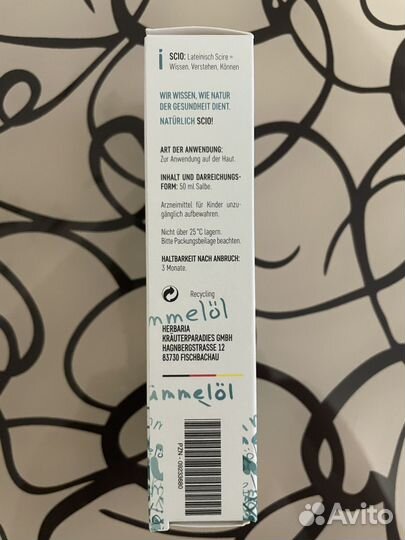 i
SCIO: Lateinisch Scire =
Wissen, Verstehen, Können
WIR WISSEN, WIE NATUR
DER GESUNDHEIT DIENT.
NATÜRLICH SCIO!
ART DER ANWENDUNG:
Zur Anwendung auf der Haut.
INHALT UND DARREICHUNGS-
FORM:
50 ml Salbe.
Arzneimittel für Kinder unzu-
gänglich aufbewahren.
Nicht über 25 °C lagern.
Bitte Packungsbeilage beachten.
HALTBARKEIT NACH ANBRUCH:
3 Monate.
Recycling
mmelöl
HERBARIA
KRÄUTERPARADIES GMBH
HAGNBERGSTRASSE 12
83730 FISCHBACHAU
ümmelöl
PZN - 09233680
Avito